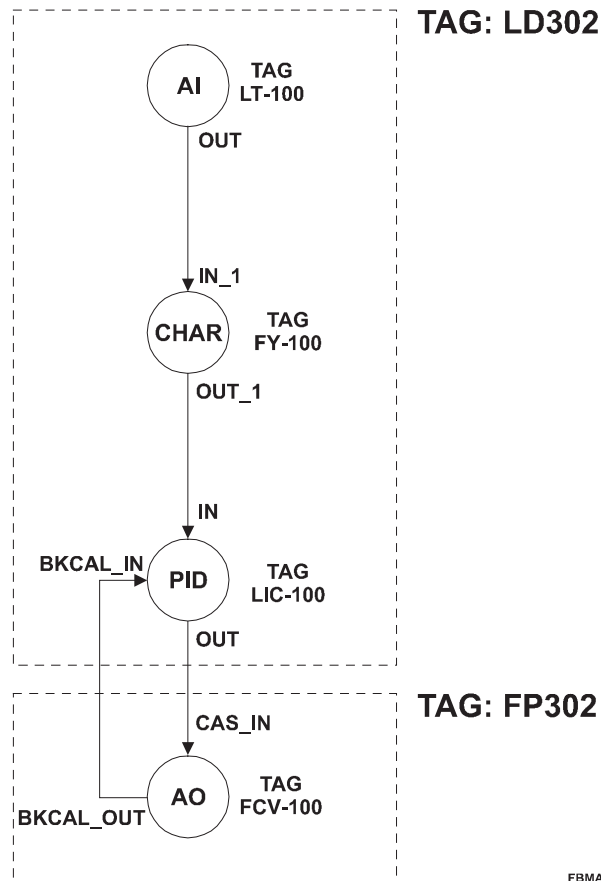 TAG: LD302
AI
TAG
LT-100
OUT
IN_1
CHAR
TAG
FY-100
OUT_1
IN
BKCAL_IN
PID
TAG
LIC-100
OUT
TAG: FP302
CAS_IN
AO
TAG
FCV-100
BKCAL_OUT
FBMA